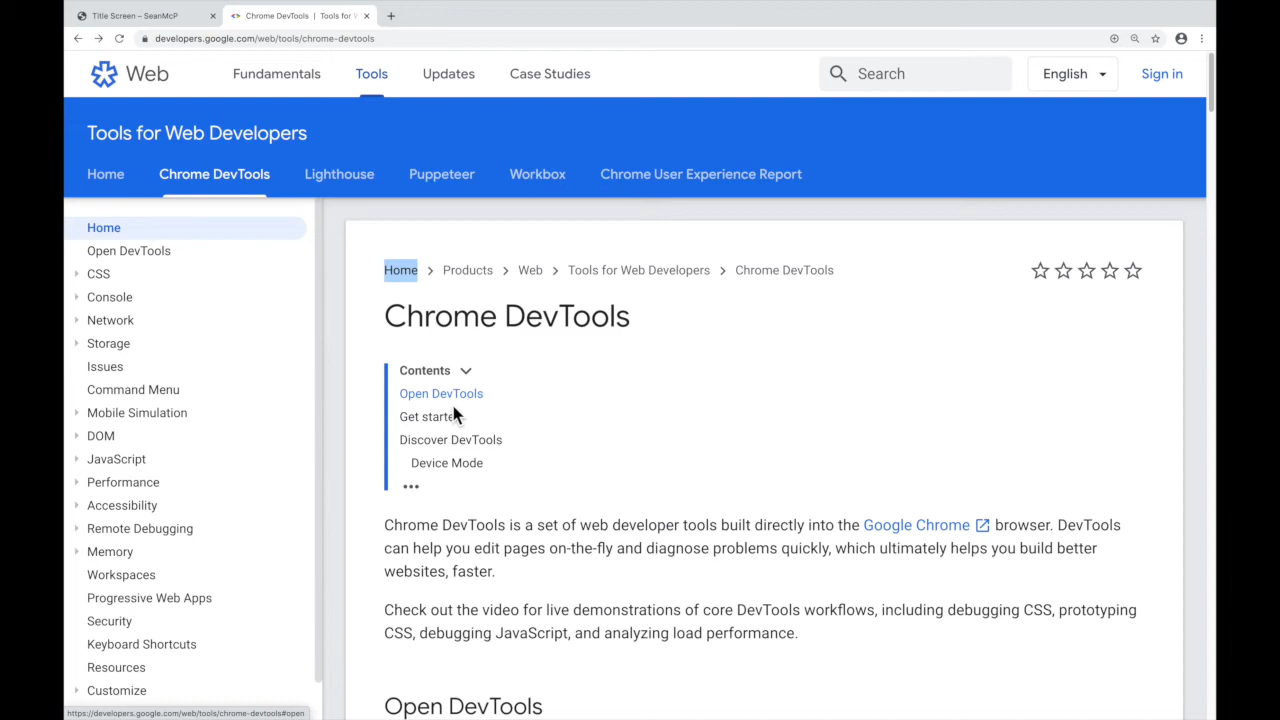 Title Screen – SeanMcP
Chrome DevTools | Tools for W
developers.google.com/web/tools/chrome-devtools
Web
Fundamentals
Tools
Updates
Case Studies
Search
English
Sign in
Tools for Web Developers
Home
Chrome DevTools
Lighthouse
Puppeteer
Workbox
Chrome User Experience Report
Home
Open DevTools
CSS
Console
Network
Storage
Issues
Command Menu
Mobile Simulation
DOM
JavaScript
Performance
Accessibility
Remote Debugging
Memory
Workspaces
Progressive Web Apps
Security
Keyboard Shortcuts
Resources
Customize
Home > Products > Web > Tools for Web Developers > Chrome DevTools
Chrome DevTools
Contents
Open DevTools
Get starte
Discover DevTools
Device Mode
•••
Chrome DevTools is a set of web developer tools built directly into the Google Chrome browser. DevTools
can help you edit pages on-the-fly and diagnose problems quickly, which ultimately helps you build better
websites, faster.
Check out the video for live demonstrations of core DevTools workflows, including debugging CSS, prototyping
CSS, debugging JavaScript, and analyzing load performance.
Open DevTools
https://developers.google.com/web/tools/chrome-devtools#open